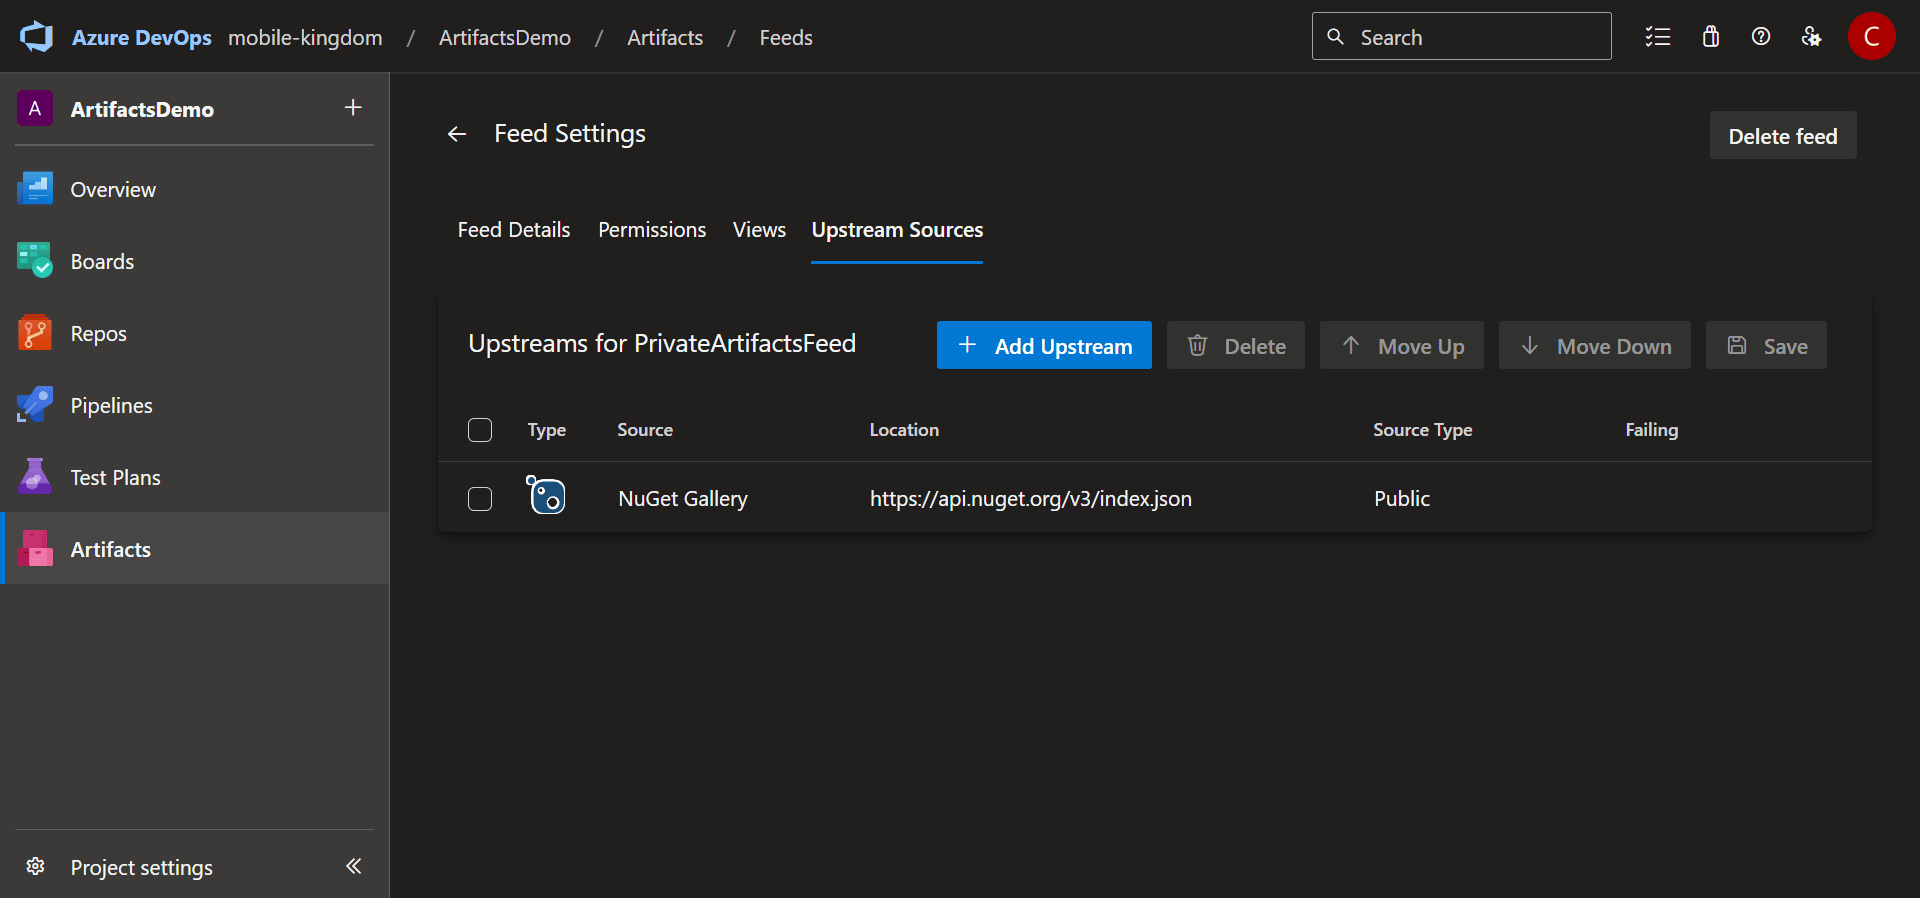 Azure DevOps mobile-kingdom / ArtifactsDemo / Artifacts / Feeds
Search
C
A ArtifactsDemo
Overview
Boards
Repos
Pipelines
Test Plans
Artifacts
Project settings
Feed Settings
Delete feed
Feed Details Permissions Views Upstream Sources
Upstreams for PrivateArtifactsFeed
Add Upstream Delete Move Up Move Down Save
Type Source Location Source Type Failing
NuGet Gallery https://api.nuget.org/v3/index.json Public